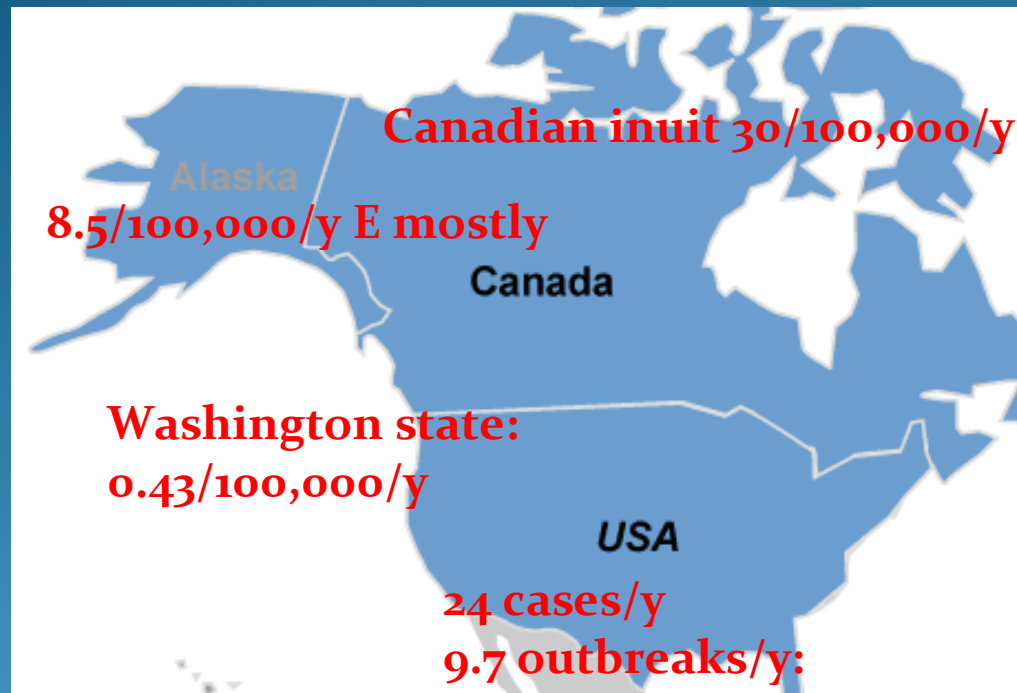 Canadian inuit 30/100,000/y
Alaska
8.5/100,000/y E mostly
Canada
Washington state:
0.43/100,000/y
USA
24 cases/y
9.7 outbreaks/y: